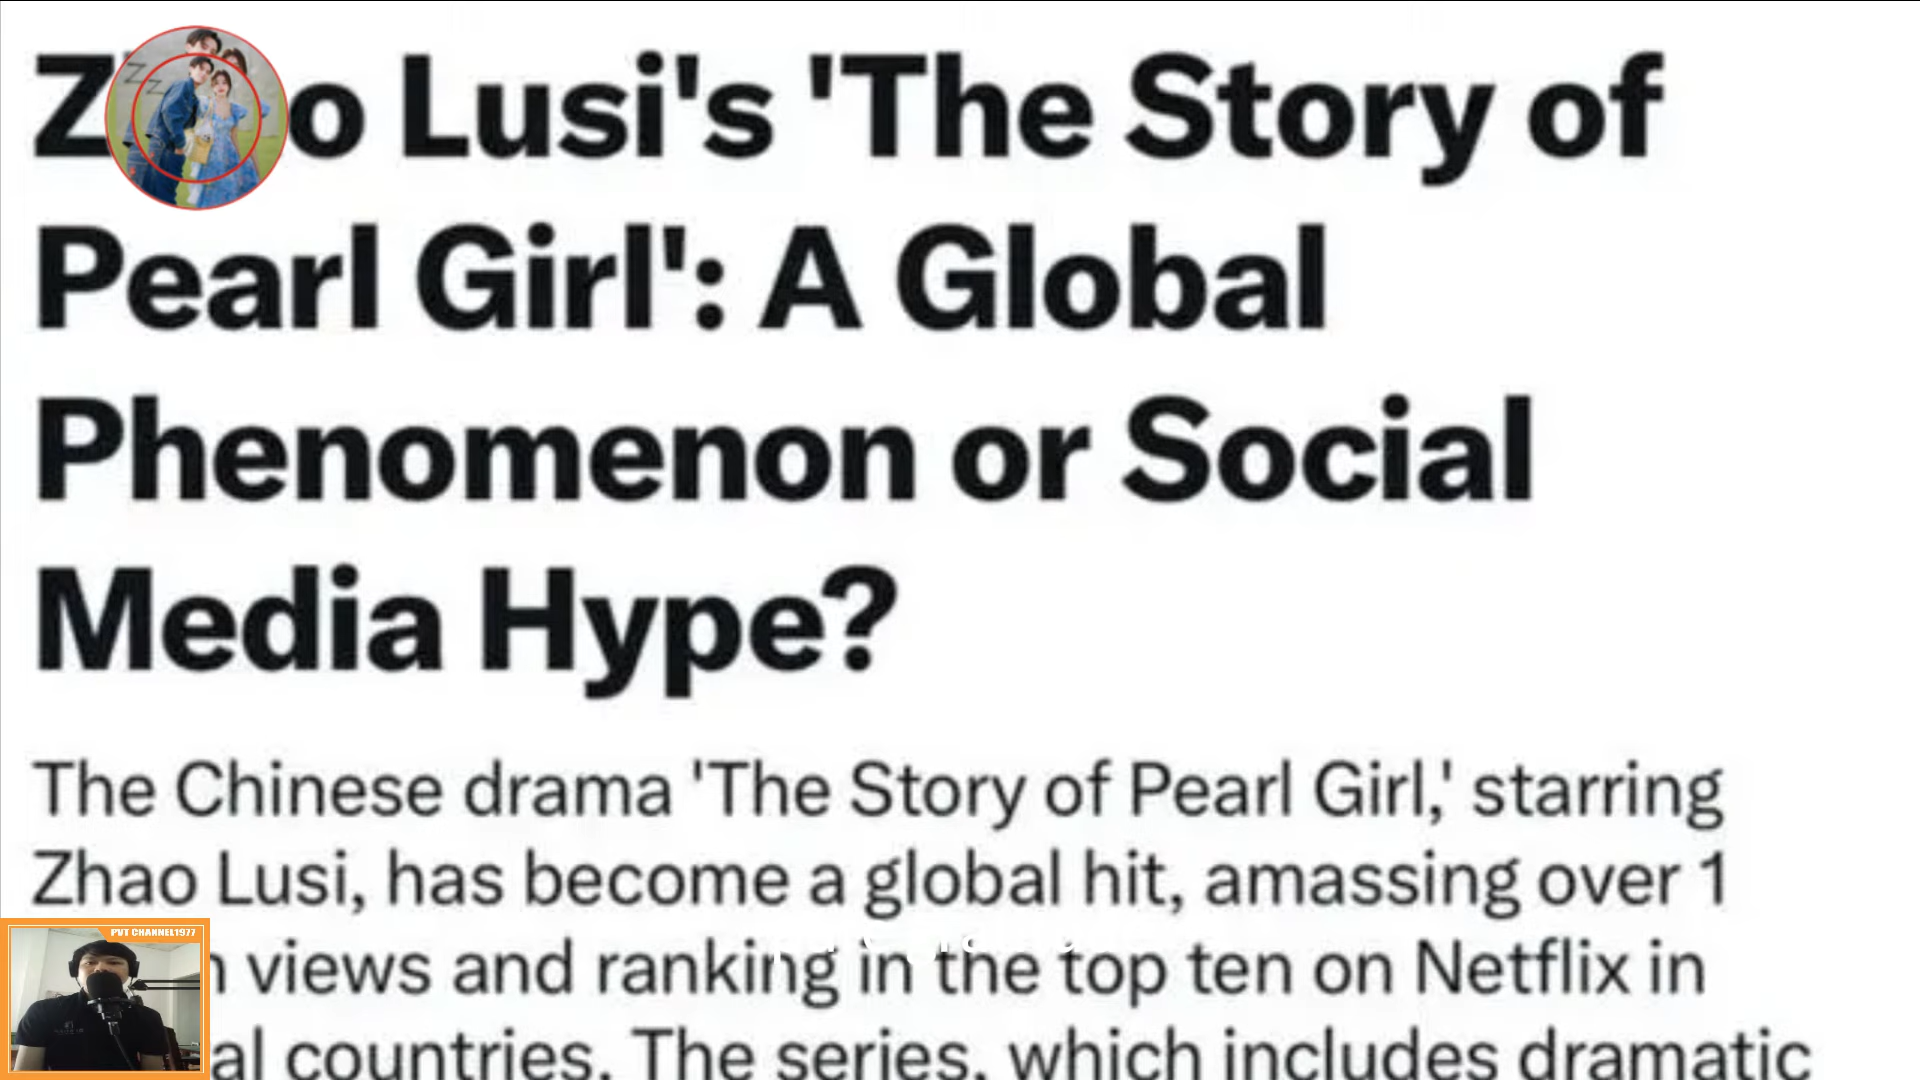 Lusi's 'The Story of
Pearl Girl': A Global
Phenomenon or Social
Media Hype?
The Chinese drama 'The Story of Pearl Girl,' starring
Zhao Lusi, has become a global hit, amassing over 1
views and ranking in the top ten on Netflix in
countries. The series, which includes dramatic
PVT CHANNEL1977